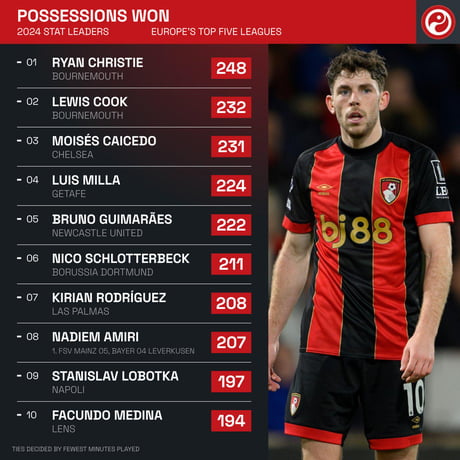 POSSESSIONS WON
2024 STAT LEADERS EUROPE'S TOP FIVE LEAGUES
01 RYAN CHRISTIE 248
BOURNEMOUTH
02 LEWIS COOK 232
BOURNEMOUTH
03 MOISÉS CAICEDO 231
CHELSEA
04 LUIS MILLA 224
GETAFE
05 BRUNO GUIMARÃES 222
NEWCASTLE UNITED
06 NICO SCHLOTTERBECK 211
BORUSSIA DORTMUND
07 KIRIAN RODRÍGUEZ 208
LAS PALMAS
08 NADIEM AMIRI 207
1. FSV MAINZ 05, BAYER 04 LEVERKUSEN
09 STANISLAV LOBOTKA 197
NAPOLI
10 FACUNDO MEDINA 194
LENS
TIES DECIDED BY FEWEST MINUTES PLAYED
bj88
10